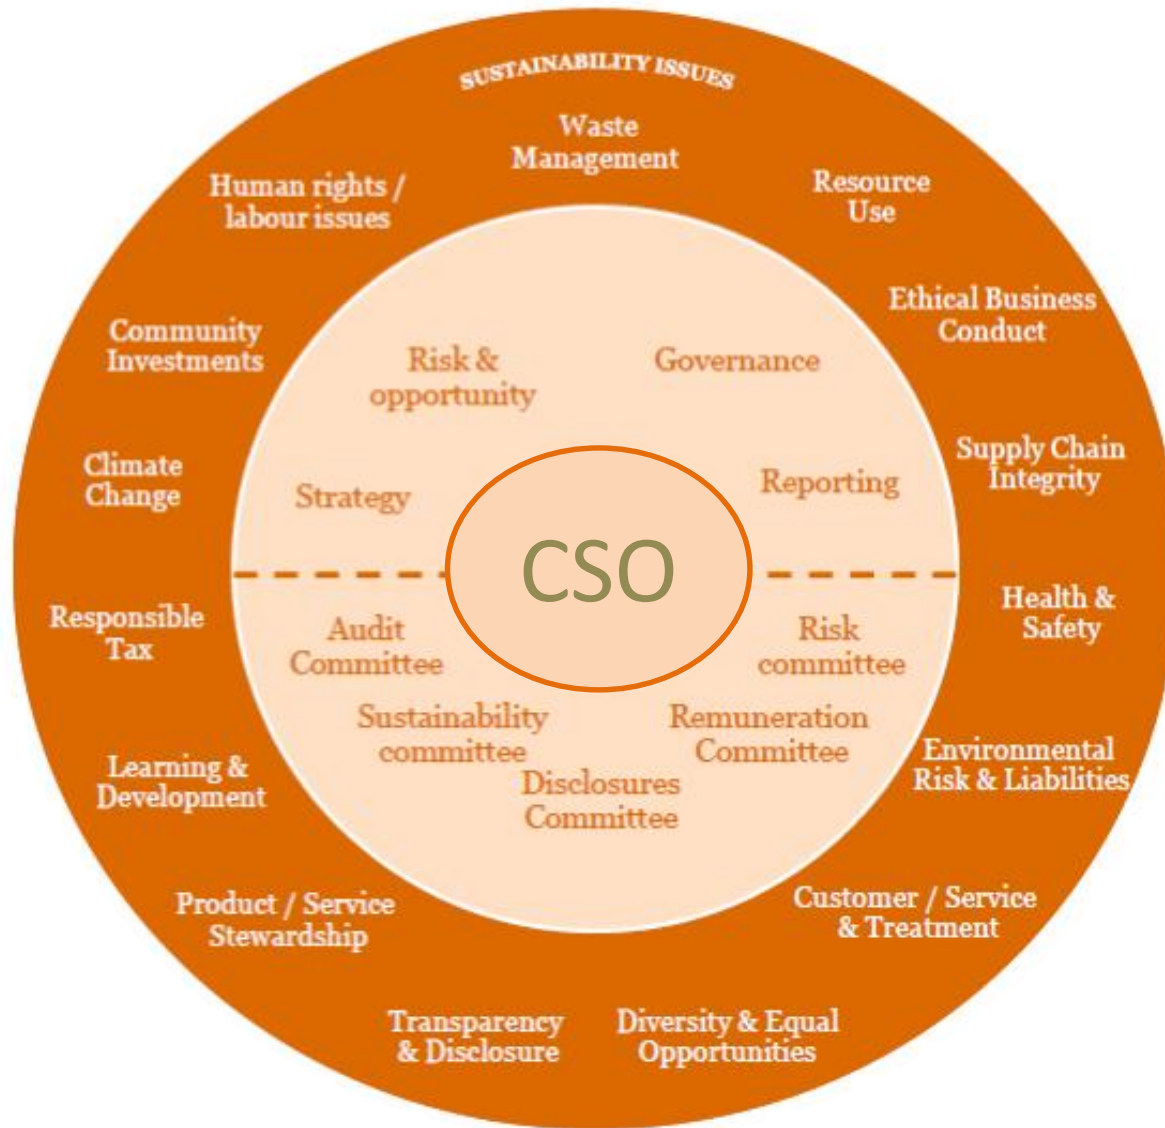 SUSTAINABILITY ISSUES
Waste
Management
Resource
Use
Ethical Business
Conduct
Supply Chain
Integrity
Health &
Safety
Environmental
Risk & Liabilities
Customer / Service
& Treatment
Diversity & Equal
Opportunities
Transparency
& Disclosure
Product / Service
Stewardship
Learning &
Development
Responsible
Tax
Climate
Change
Community
Investments
Human rights /
labour issues
Risk &
opportunity
Governance
Strategy
Reporting
CSO
Audit
Committee
Risk
committee
Sustainability
committee
Remuneration
Committee
Disclosures
Committee